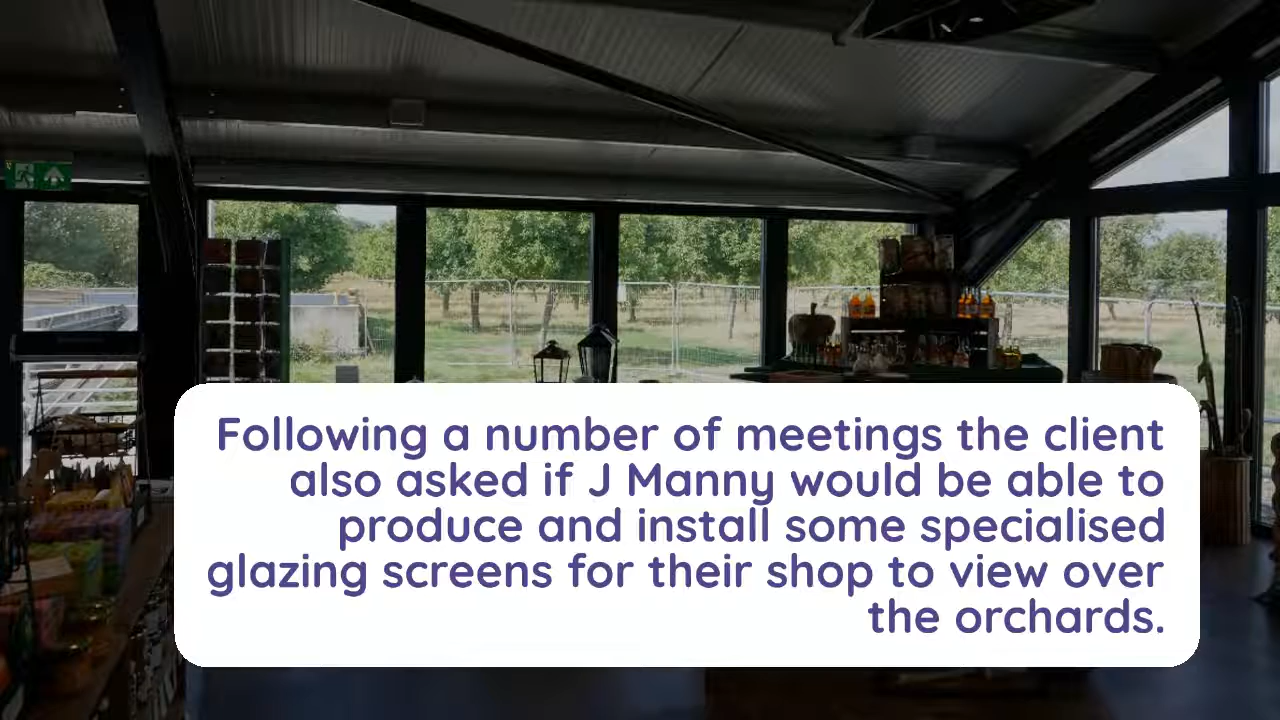 Following a number of meetings the client
also asked if J Manny would be able to
produce and install some specialised
glazing screens for their shop to view over
the orchards.